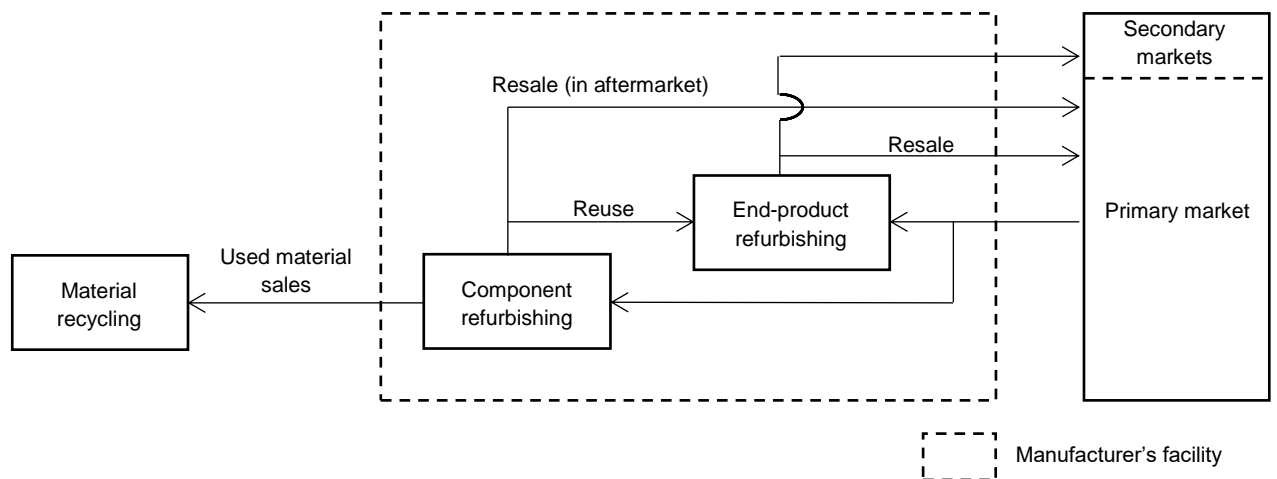 Secondary
markets
Resale (in aftermarket)
Resale
Reuse
End-product
refurbishing
Primary market
Used material
sales
Material
recycling
Component
refurbishing
Manufacturer's facility